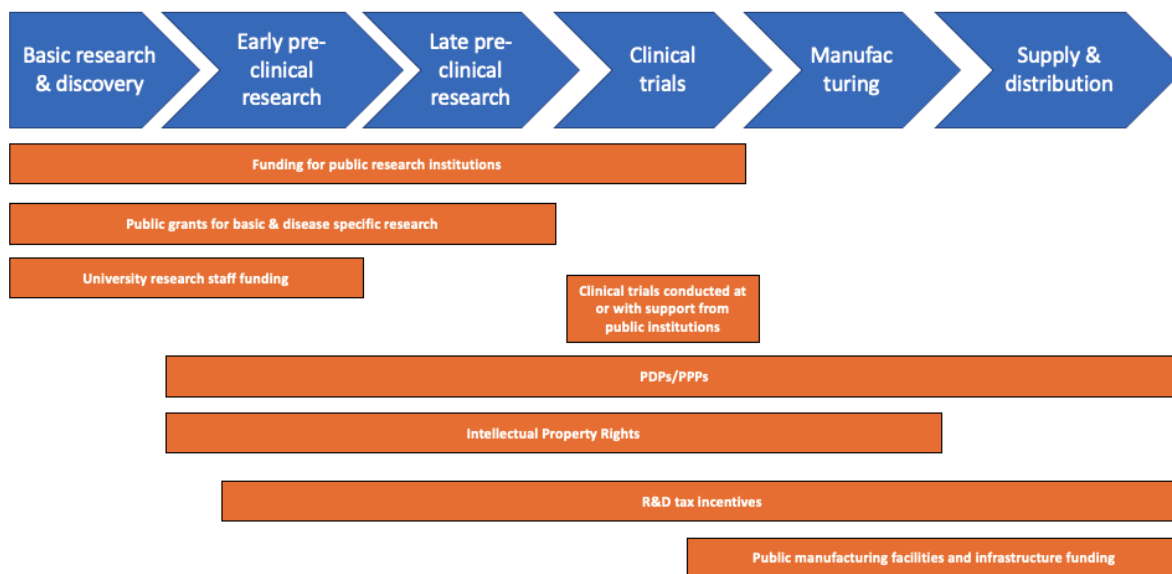 Basic research
& discovery
Early pre-
clinical
research
Late pre-
clinical
research
Clinical
trials
Manufac
turing
Supply &
distribution
Funding for public research institutions
Public grants for basic & disease specific research
University research staff funding
Clinical trials conducted at
or with support from
public institutions
PDPs/PPPs
Intellectual Property Rights
R&D tax incentives
Public manufacturing facilities and infrastructure funding